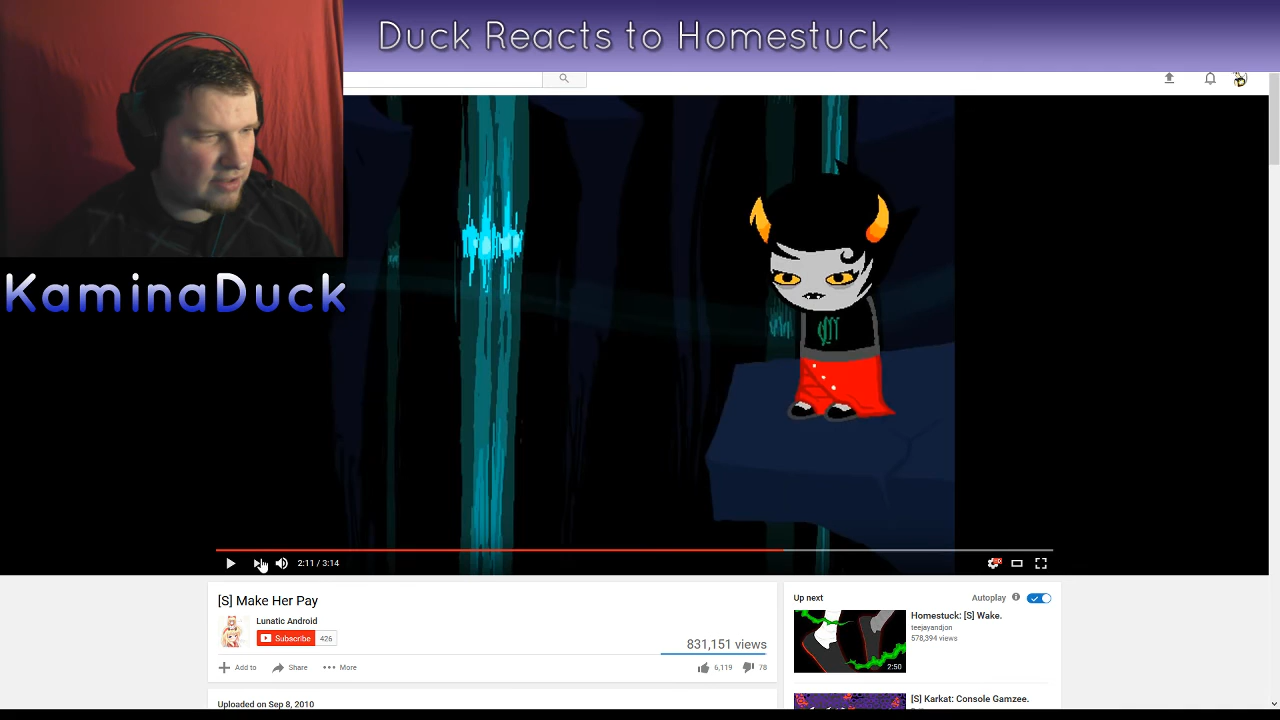 Duck Reacts to Homestuck
KaminaDuck
2:11 / 3:14
[S] Make Her Pay
Lunatic Android
Subscribe 426
831,151 views
Add to Share More
6,119 78
Uploaded on Sep 8, 2010
Up next Autoplay
Homestuck: [S] Wake.
teejayandjon
578,394 views
2:50
[S] Karkat: Console Gamzee.